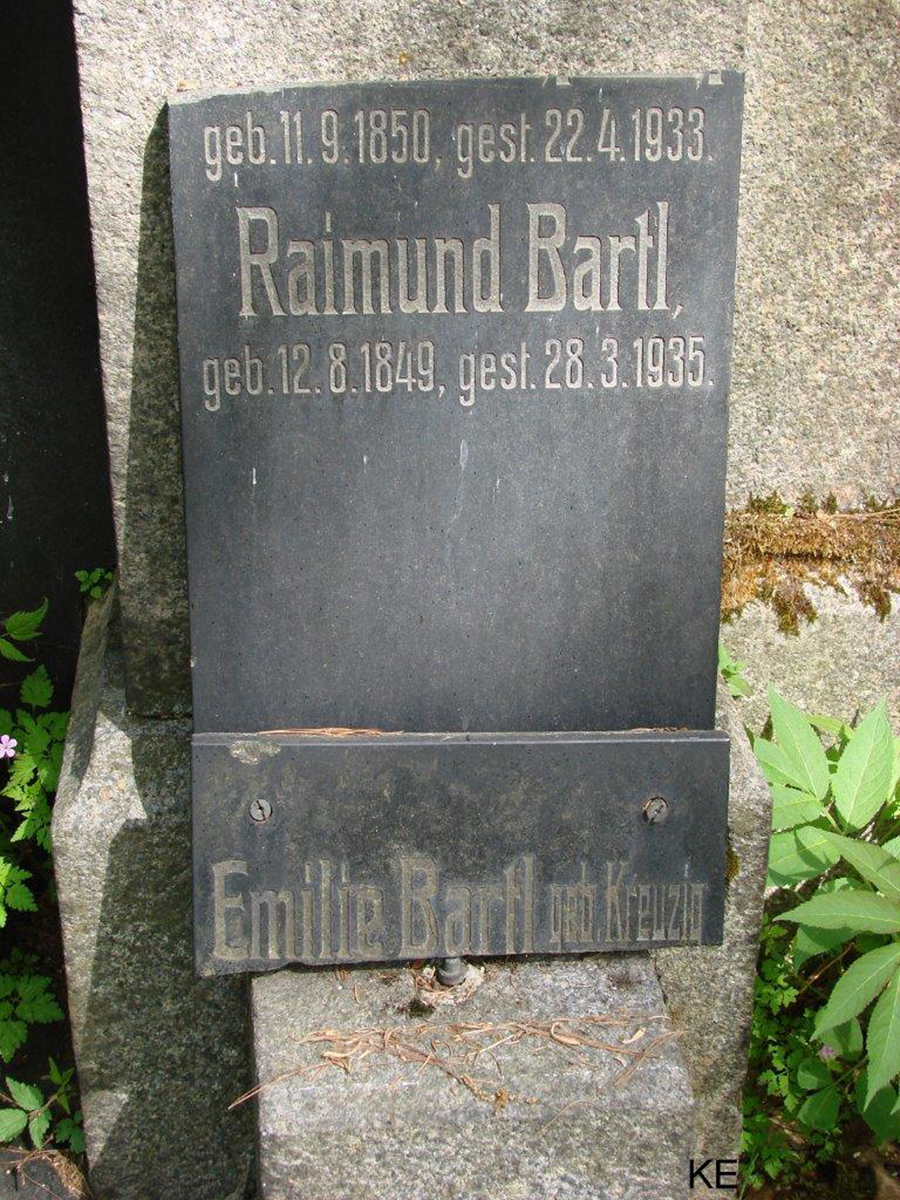 geb. 11. 9. 1850, gest. 22. 4. 1933.
Raimund Bartl,
geb. 12. 8. 1849, gest. 28. 3. 1935.
Emilie Bartl geb. Kreuzig
KE